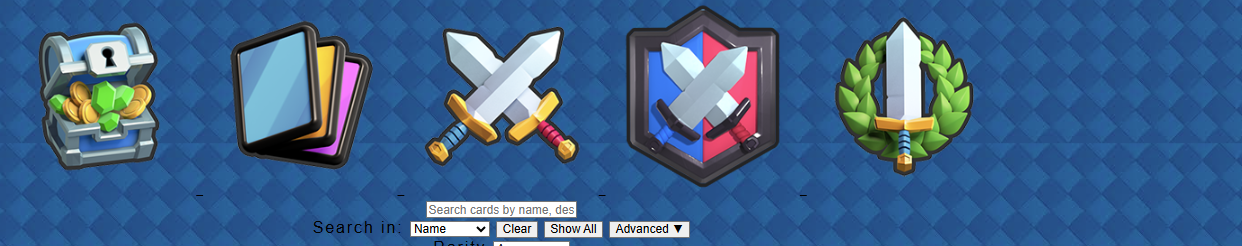 Search cards by name, des
Search in: Name Clear Show All Advanced ▼